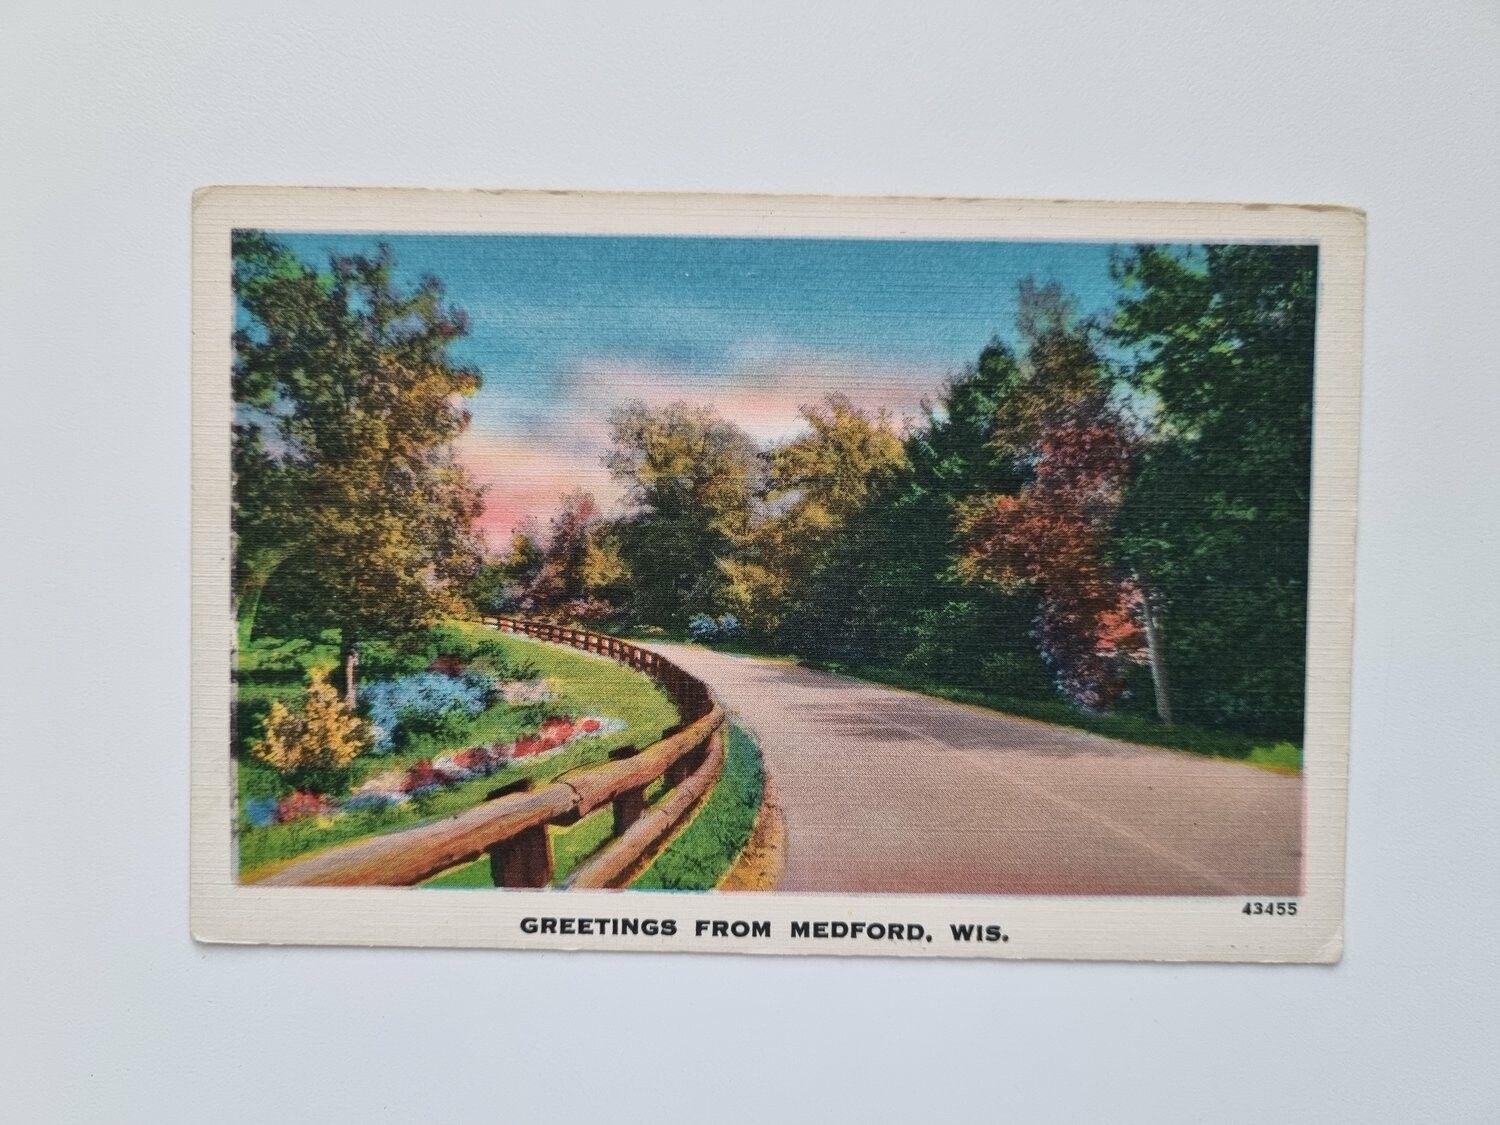 43455
GREETINGS FROM MEDFORD, WIS.